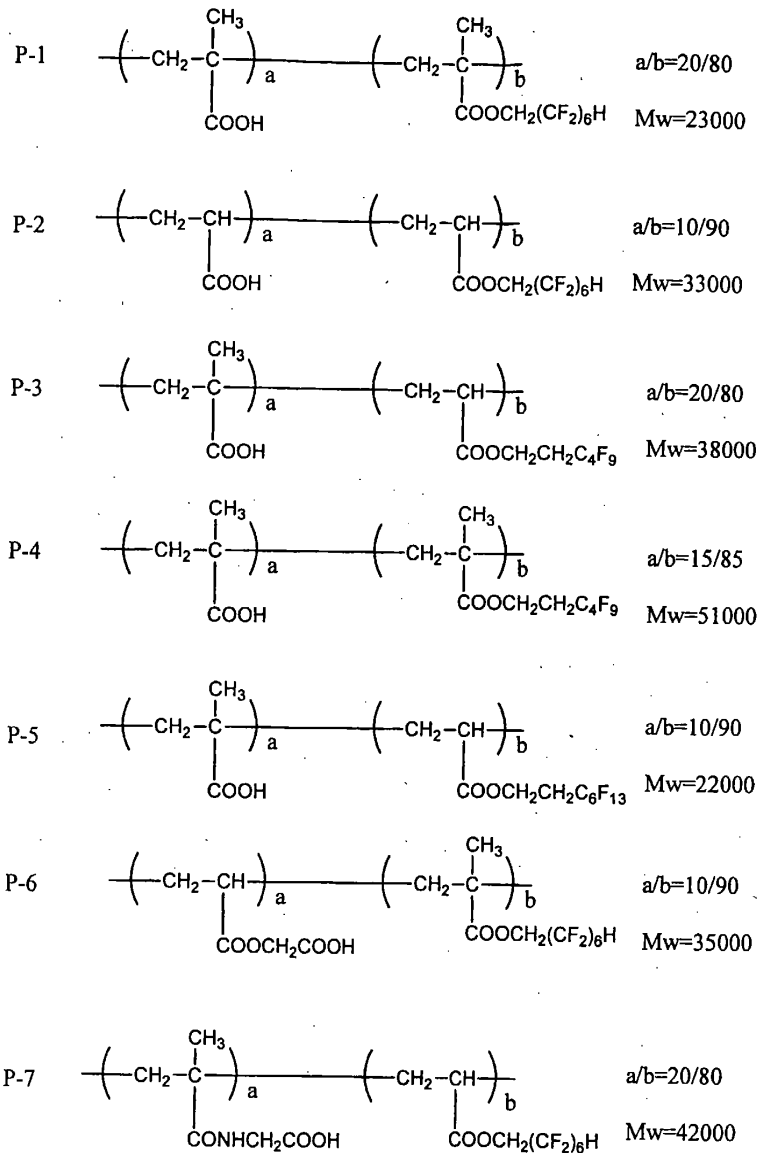 P-1 CH₃ CH₃
—(CH₂-C)a —(CH₂-C)b— a/b=20/80
COOH COOCH₂(CF₂)₆H Mw=23000
P-2 —(CH₂-CH)a —(CH₂-CH)b— a/b=10/90
COOH COOCH₂(CF₂)₆H Mw=33000
CH₃
P-3 —(CH₂-C)a —(CH₂-CH)b— a/b=20/80
COOH COOCH₂CH₂C₄F₉ Mw=38000
CH₃ CH₃
P-4 —(CH₂-C)a —(CH₂-C)b— a/b=15/85
COOH COOCH₂CH₂C₄F₉ Mw=51000
CH₃
P-5 —(CH₂-C)a —(CH₂-CH)b— a/b=10/90
COOH COOCH₂CH₂C₆F₁₃ Mw=22000
CH₃
P-6 —(CH₂-CH)a —(CH₂-C)b— a/b=10/90
COOCH₂COOH COOCH₂(CF₂)₆H Mw=35000
CH₃
P-7 —(CH₂-C)a —(CH₂-CH)b— a/b=20/80
CONHCH₂COOH COOCH₂(CF₂)₆H Mw=42000